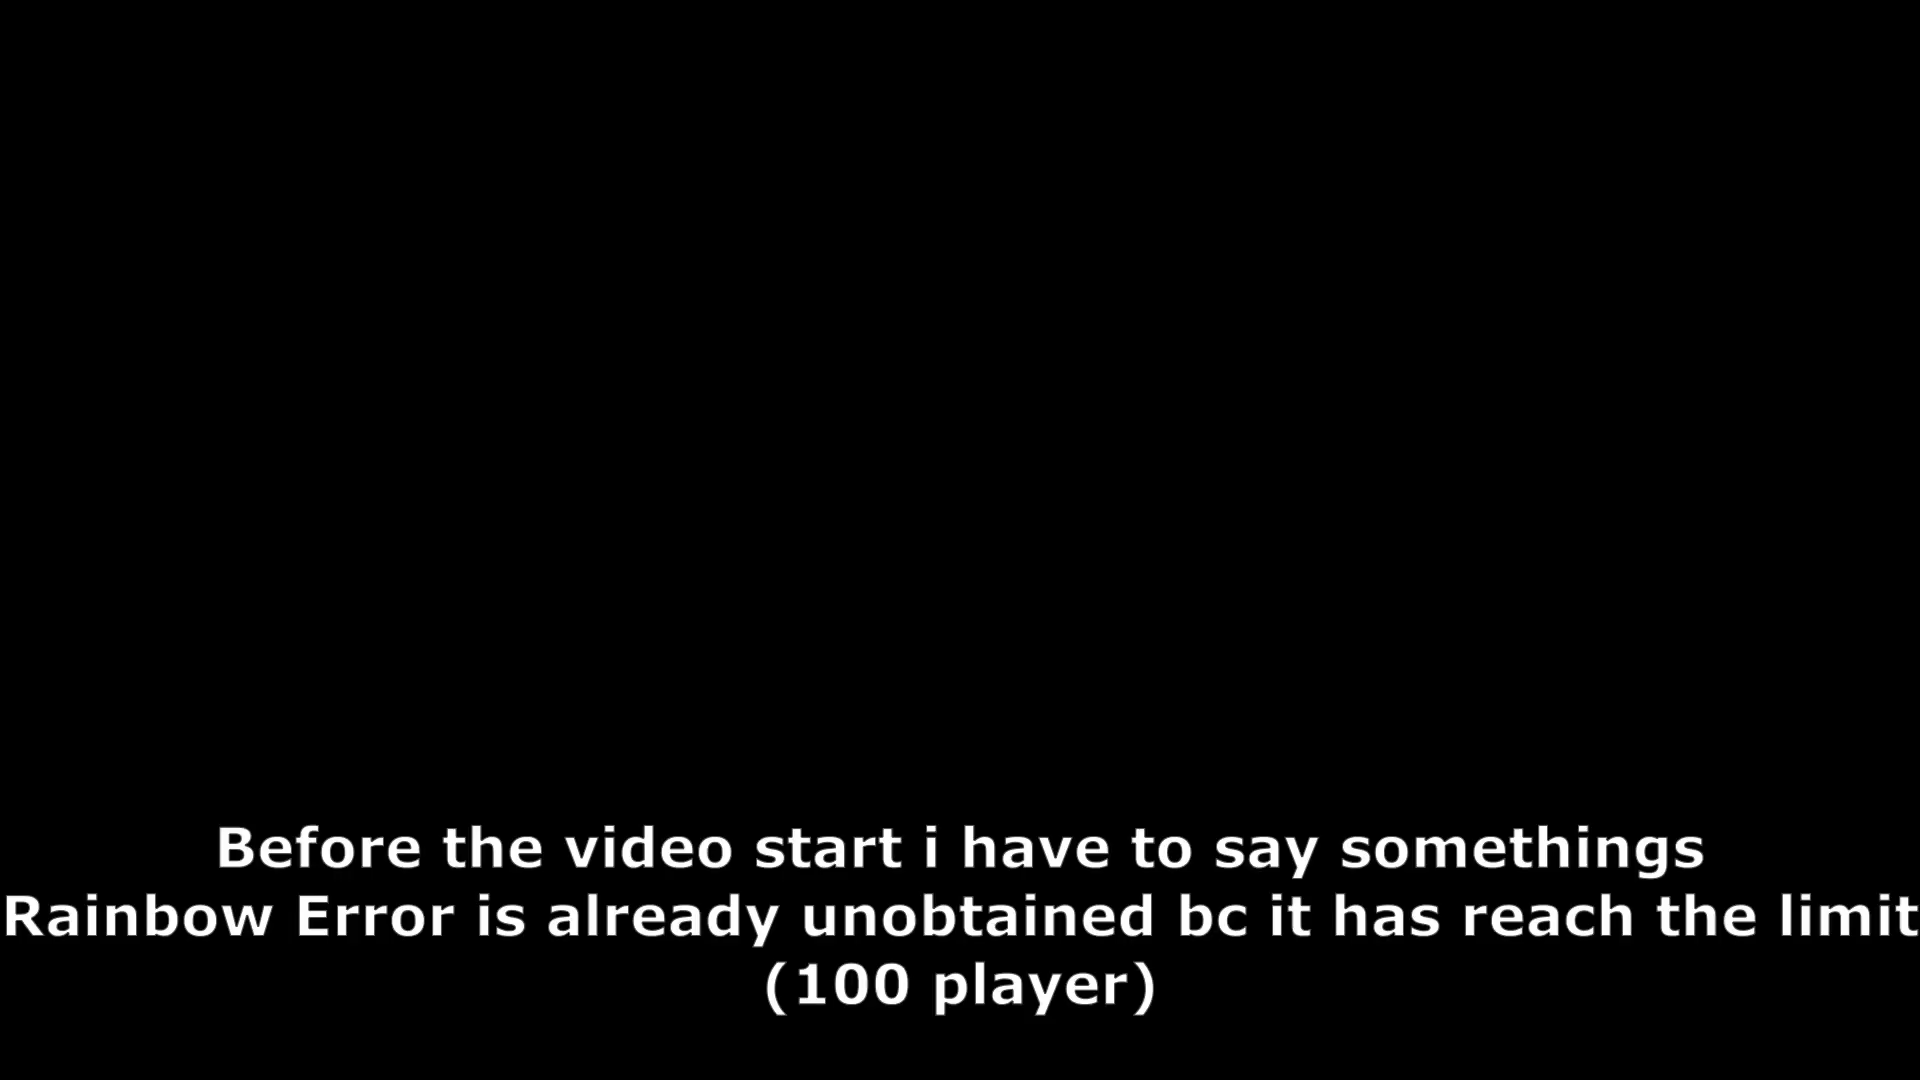 Before the video start i have to say somethings
Rainbow Error is already unobtained bc it has reach the limit
(100 player)